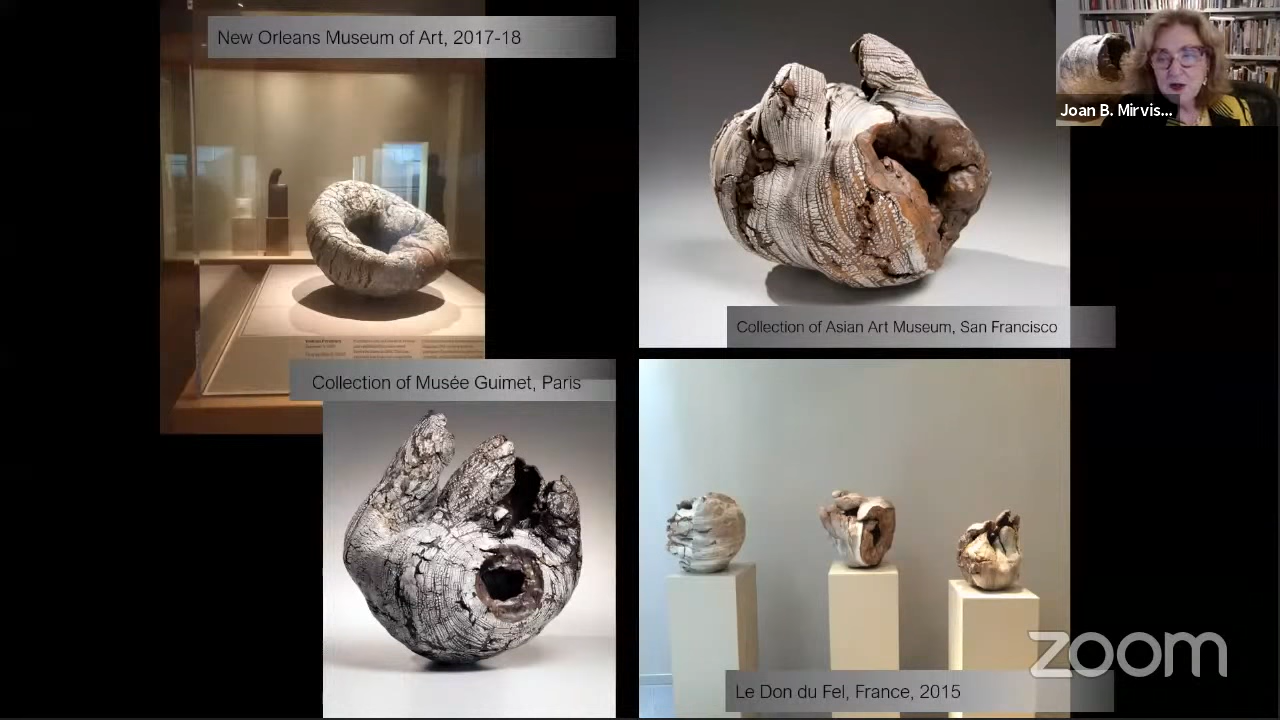 New Orleans Museum of Art, 2017-18
Joan B. Mirvis...
Collection of Asian Art Museum, San Francisco
Collection of Musée Guimet, Paris
Le Don du Fel, France, 2015
zoom